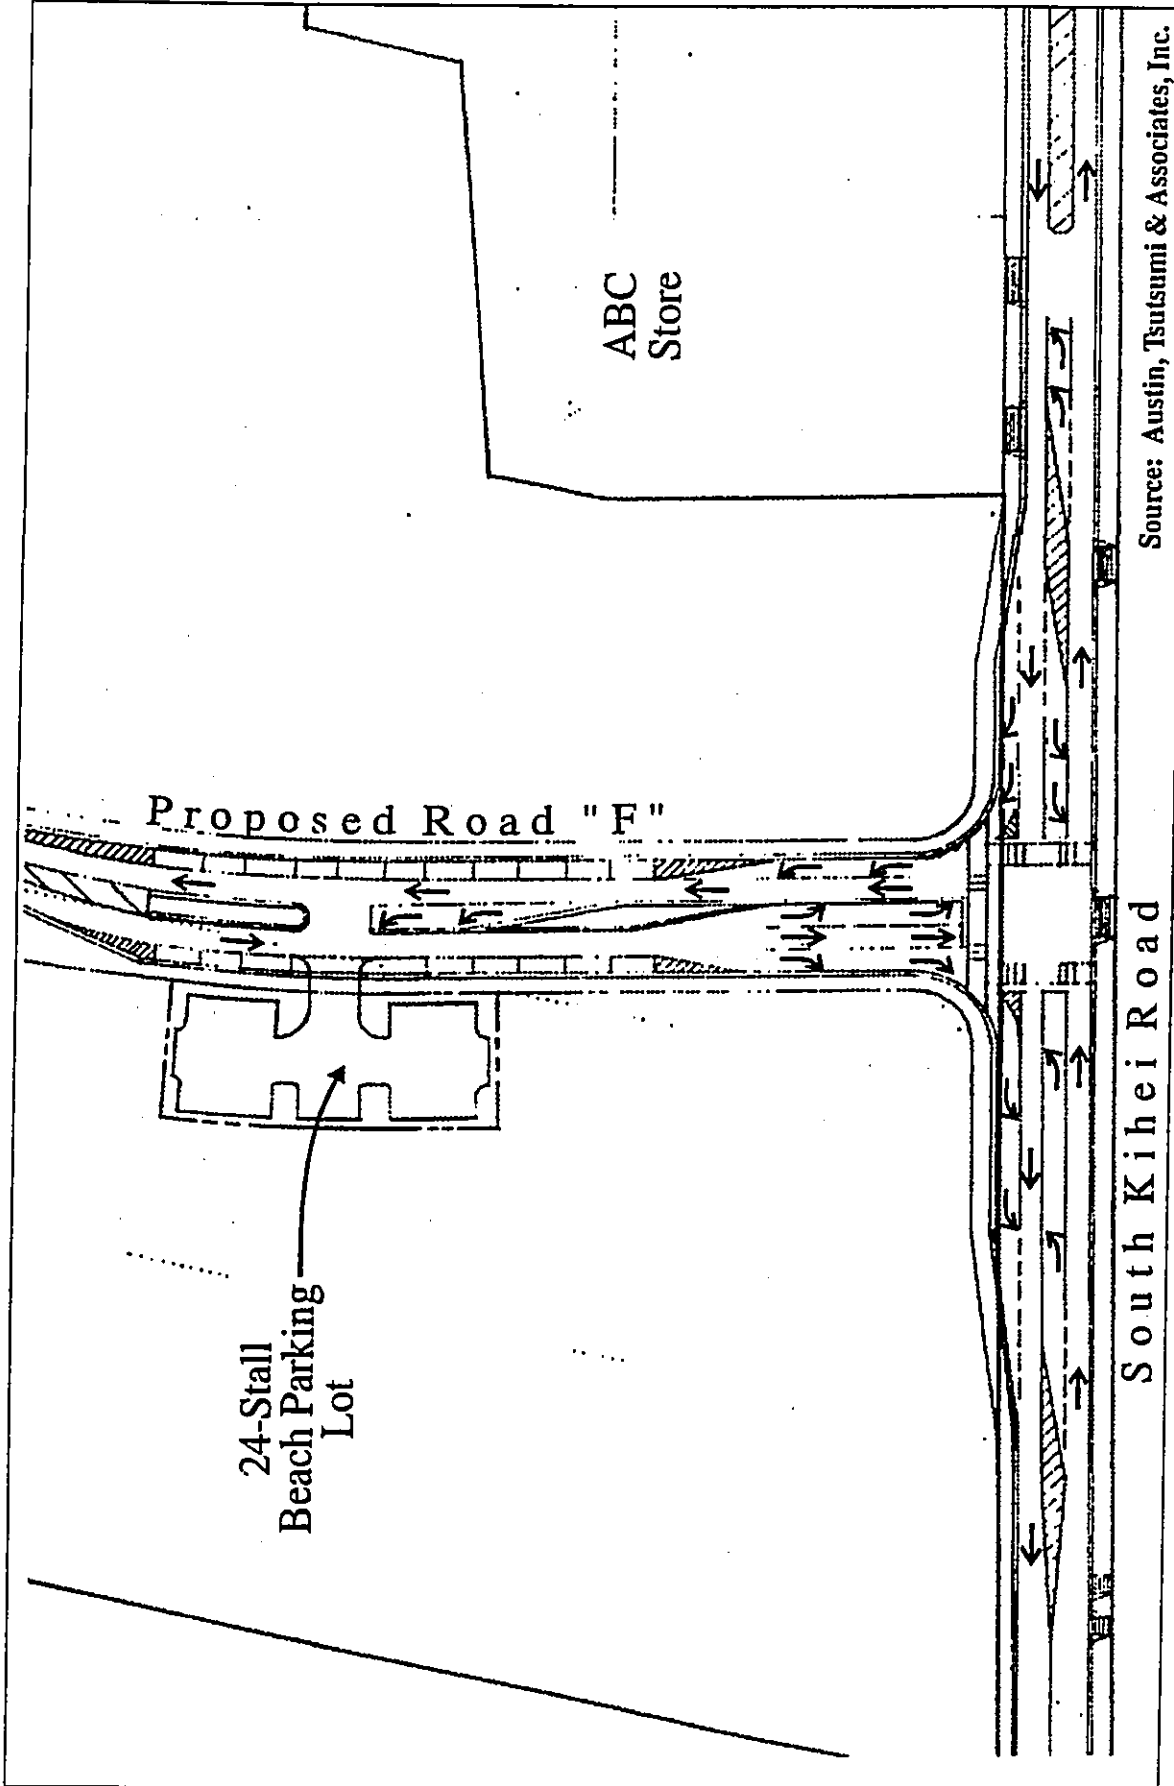 ABC
Store
Proposed Road "F"
24-Stall
Beach Parking
Lot
South Kihei Road
Source: Austin, Tsutsumi & Associates, Inc.